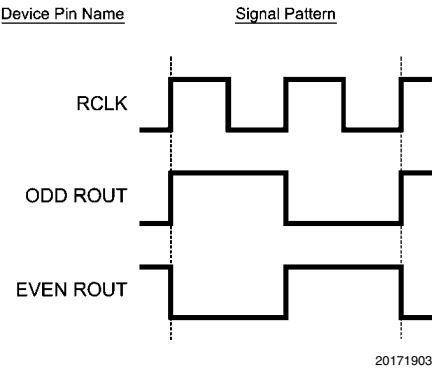 Device Pin Name Signal Pattern
RCLK
ODD ROUT
EVEN ROUT
20171903